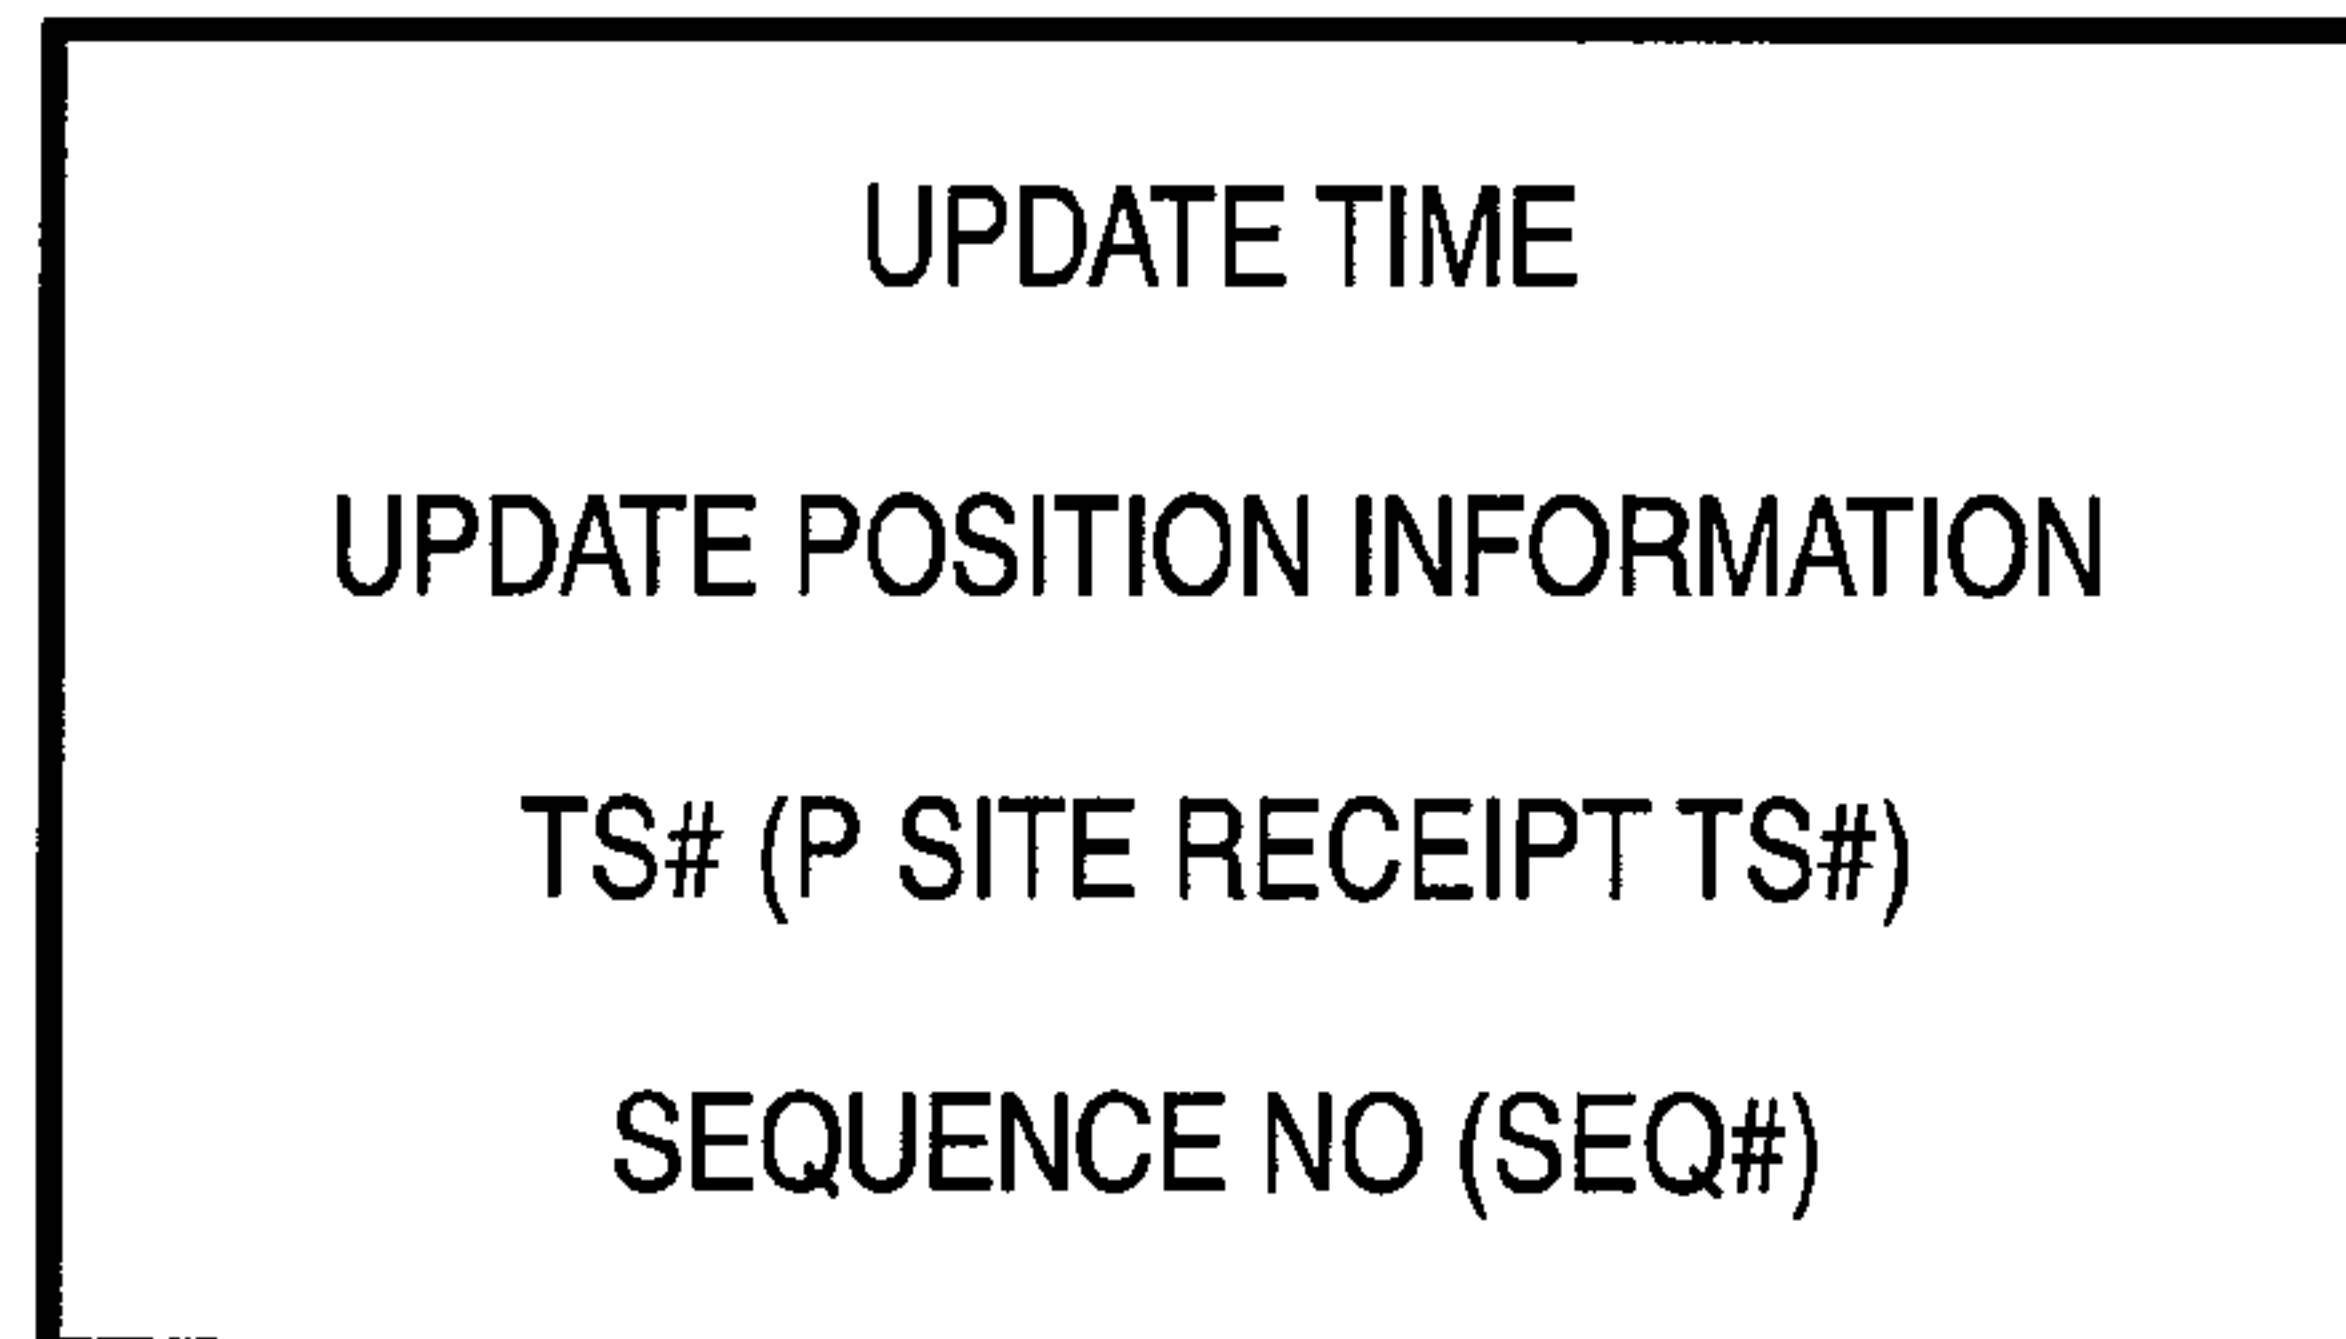 UPDATE TIME
UPDATE POSITION INFORMATION
TS# (P SITE RECEIPT TS#)
SEQUENCE NO (SEQ#)